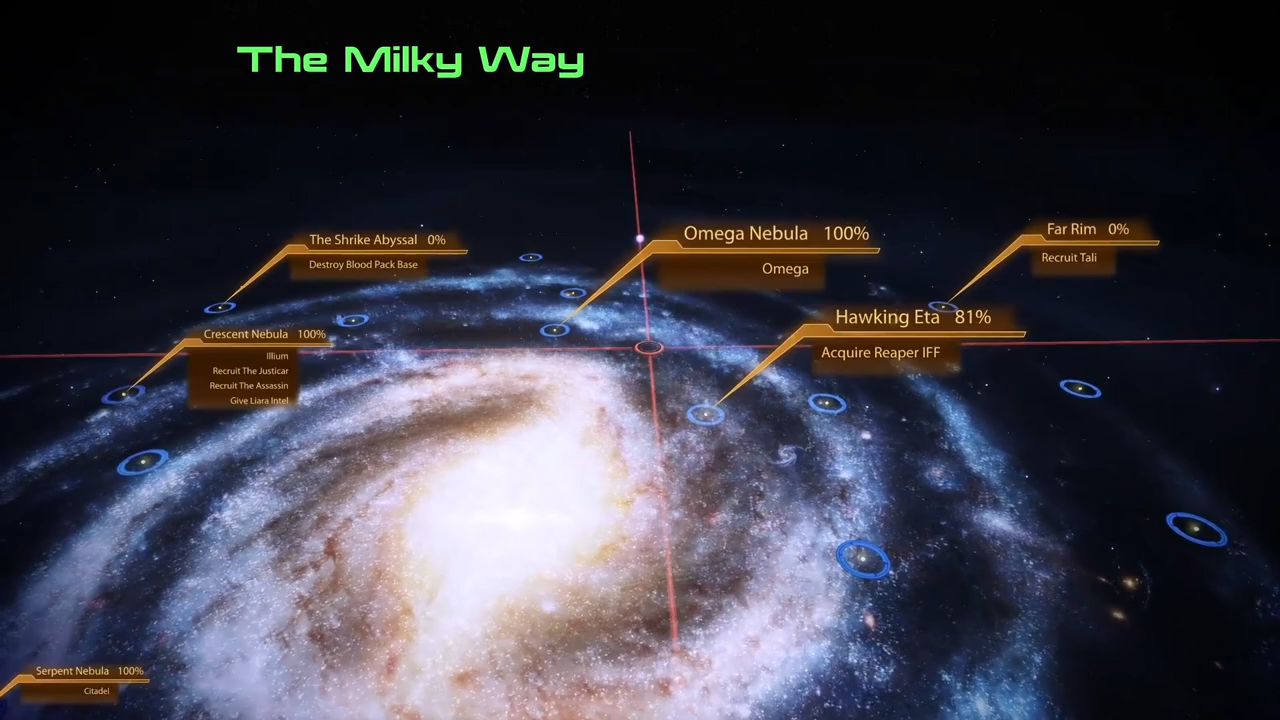 The Milky Way
The Shrike Abyssal 0%
Destroy Blood Pack Base
Omega Nebula 100%
Omega
Far Rim 0%
Recruit Tali
Crescent Nebula 100%
Illium
Recruit The Justicar
Recruit The Assassin
Give Liara Intel
Hawking Eta 81%
Acquire Reaper IFF
Serpent Nebula 100%
Citadel